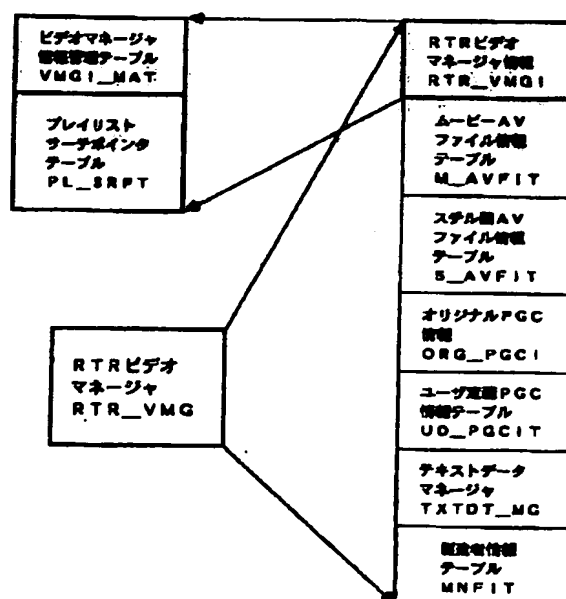 ビデオマネージャ
情報管理テーブル
VMGI_MAT
プレイリスト
サーチポインタ
テーブル
PL_SRPT
RTRビデオ
マネージャ
RTR_VMG
RTRビデオ
マネージャ情報
RTR_VMGI
ムービーAV
ファイル情報
テーブル
M_AVFIT
スチル画AV
ファイル情報
テーブル
S_AVFIT
オリジナルPGC
情報
ORG_PGCI
ユーザ定義PGC
情報テーブル
UD_PGCIT
テキストデータ
マネージャ
TXTDT_MG
製造者情報
テーブル
MNFIT